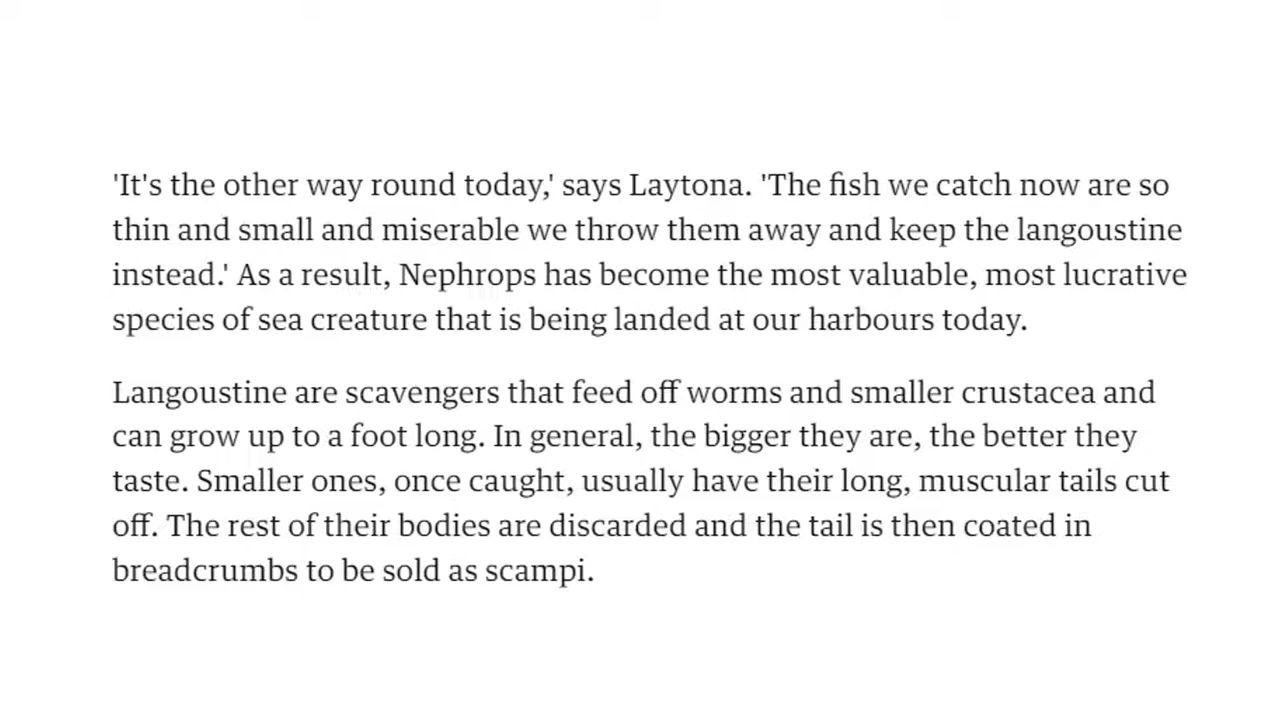 'It's the other way round today,' says Laytona. 'The fish we catch now are so
thin and small and miserable we throw them away and keep the langoustine
instead.' As a result, Nephrops has become the most valuable, most lucrative
species of sea creature that is being landed at our harbours today.
Langoustine are scavengers that feed off worms and smaller crustacea and
can grow up to a foot long. In general, the bigger they are, the better they
taste. Smaller ones, once caught, usually have their long, muscular tails cut
off. The rest of their bodies are discarded and the tail is then coated in
breadcrumbs to be sold as scampi.